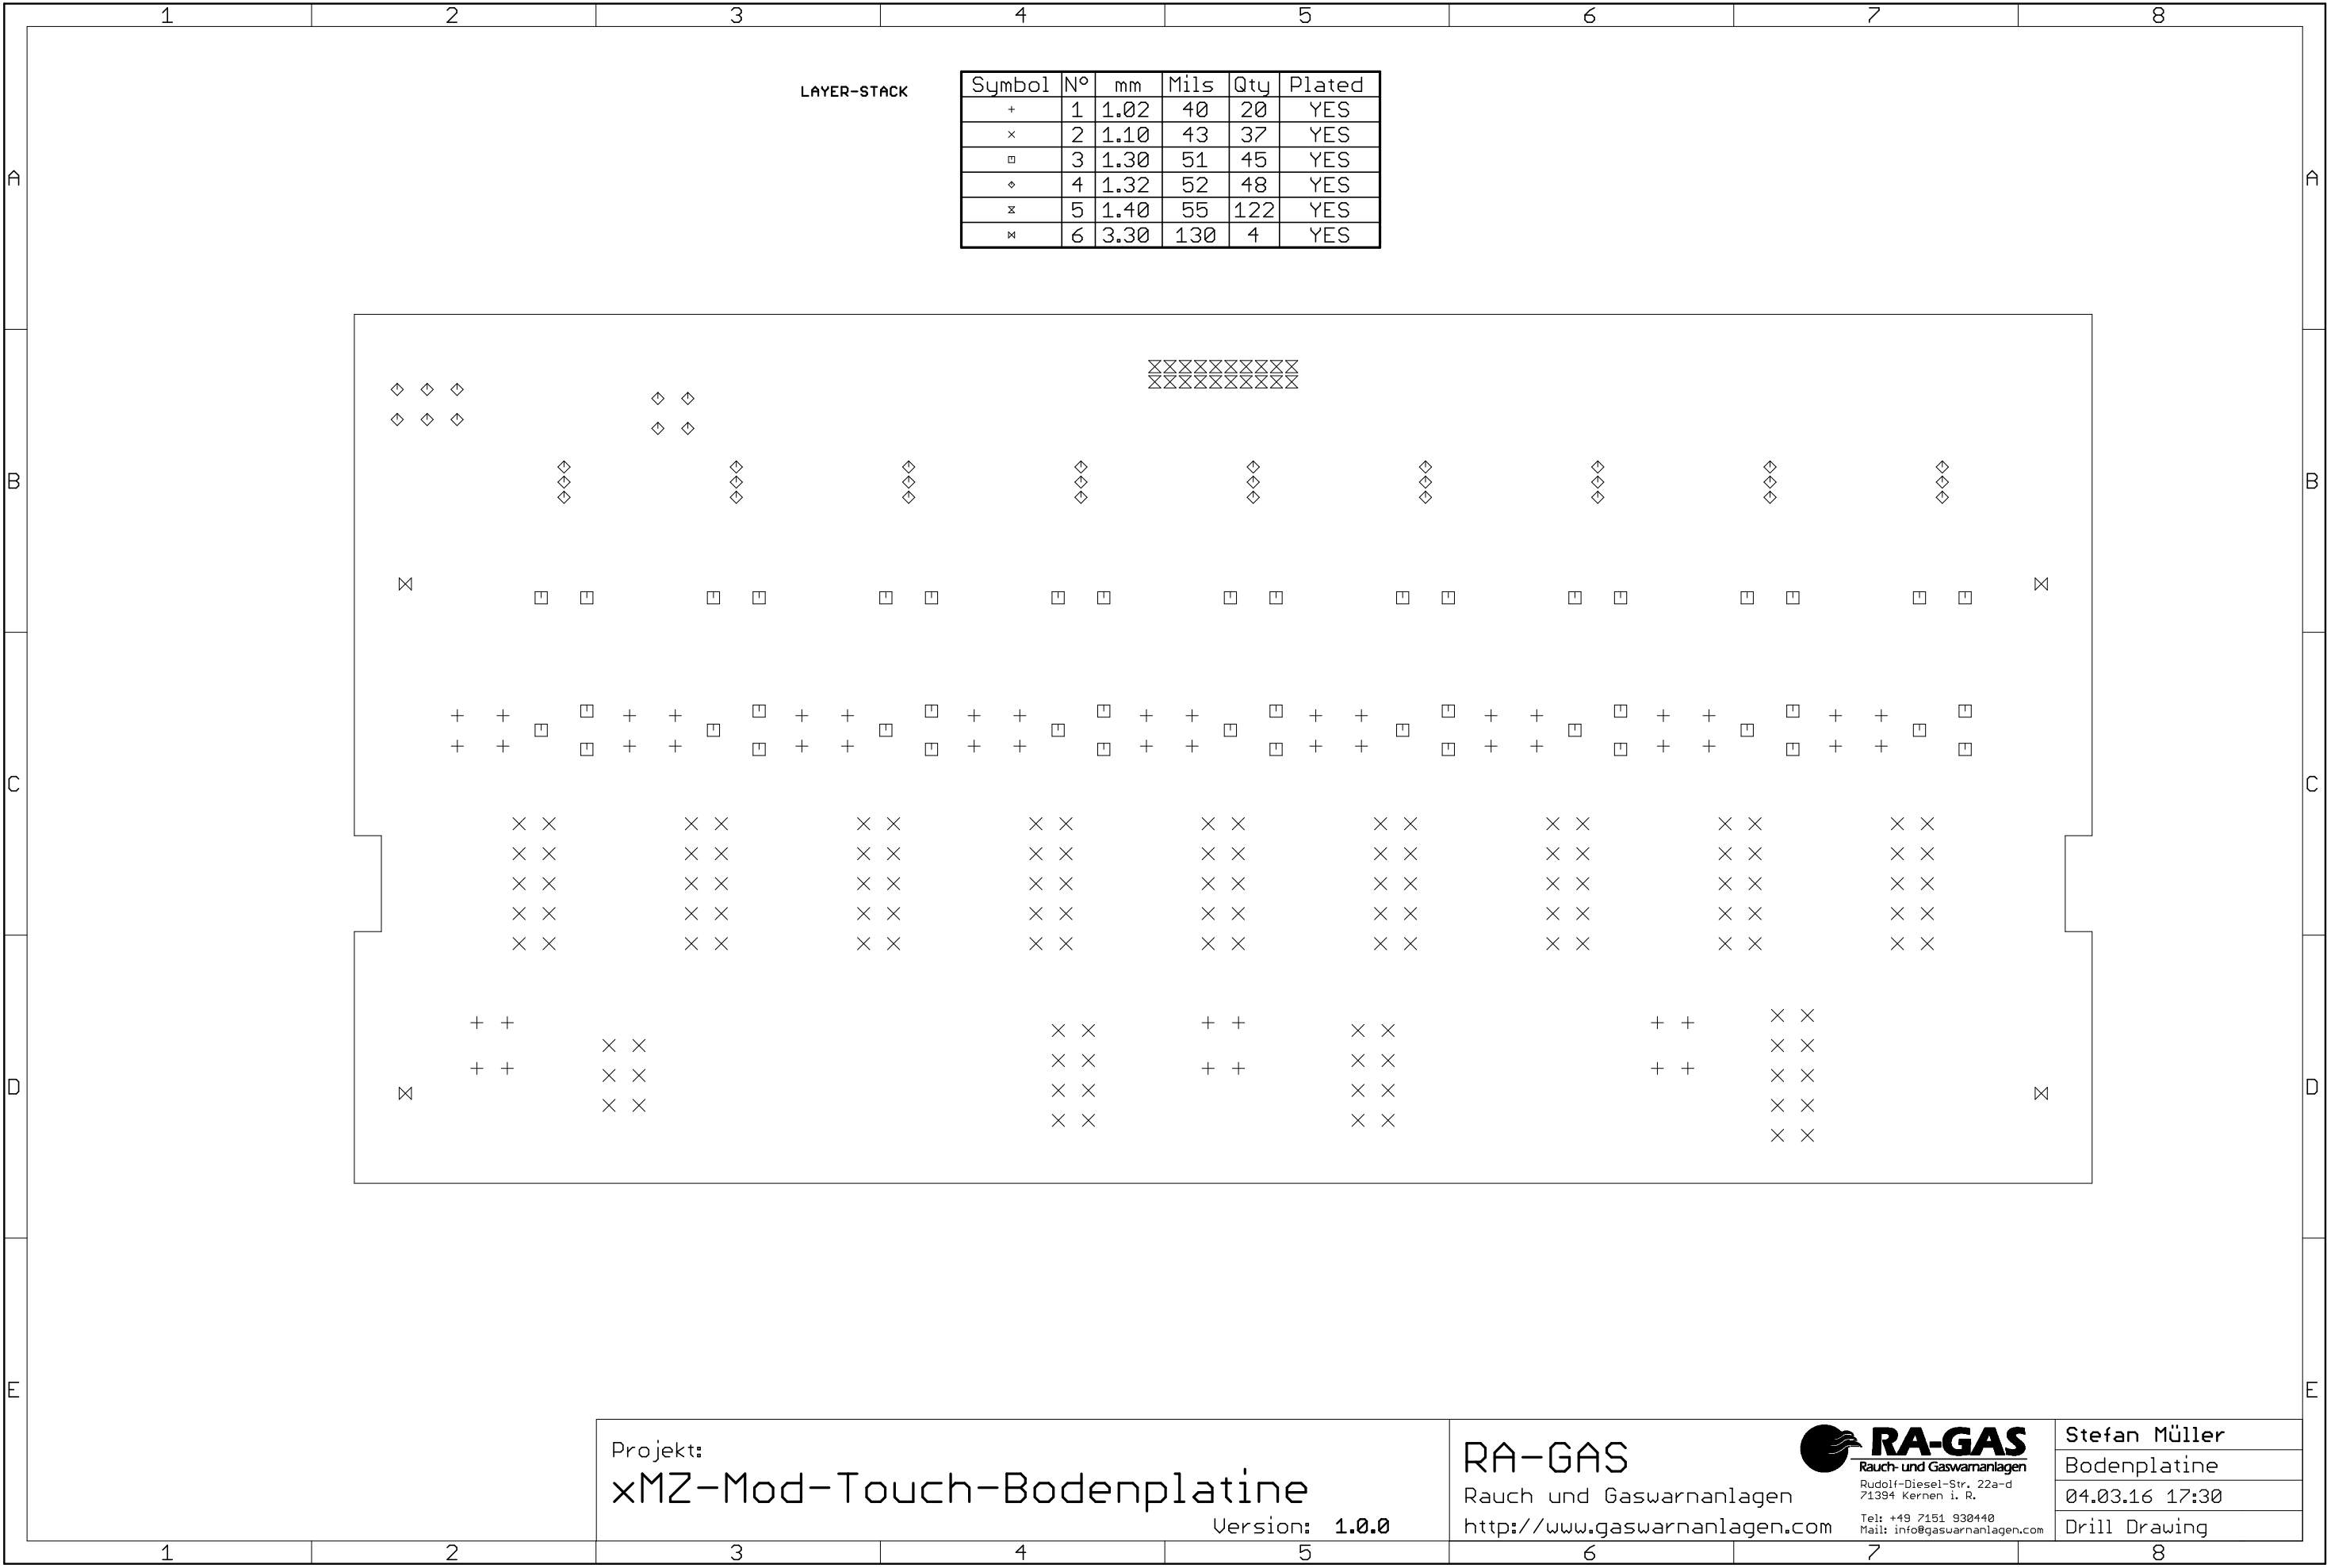 1 2 3 4 5 6 7 8
LAYER-STACK
Symbol N° mm Mils Qty Plated
+ 1 1.02 40 20 YES
× 2 1.10 43 37 YES
3 1.30 51 45 YES
4 1.32 52 48 YES
5 1.40 55 122 YES
6 3.30 130 4 YES
A A
B B
C C
D D
E E
Projekt:
xMZ-Mod-Touch-Bodenplatine
Version: 1.0.0
RA-GAS
Rauch und Gaswarnanlagen
http://www.gaswarnanlagen.com
RA-GAS
Rauch- und Gaswarnanlagen
Rudolf-Diesel-Str. 22a-d
71394 Kernen i. R.
Tel: +49 7151 930440
Mail: info@gaswarnanlagen.com
Stefan Müller
Bodenplatine
04.03.16 17:30
Drill Drawing
1 2 3 4 5 6 7 8